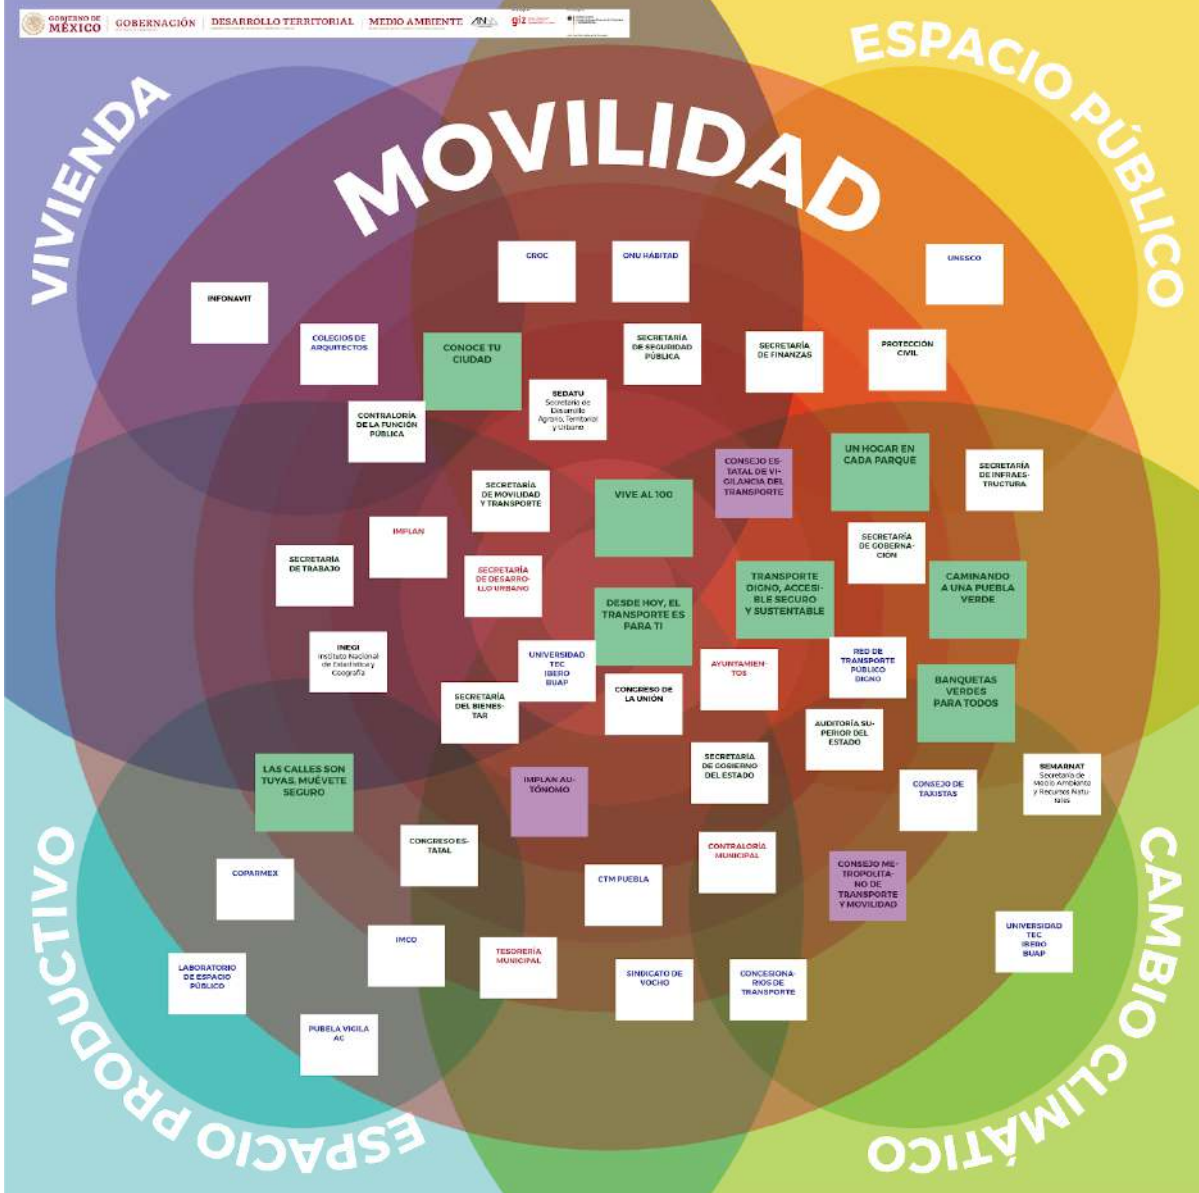 GOBIERNO DE
MÉXICO
GOBERNACIÓN
DESARROLLO TERRITORIAL
MEDIO AMBIENTE
giz
VIVIENDA
MOVILIDAD
ESPACIO PÚBLICO
CROC
ONU HÁBITAD
UNESCO
INFONAVIT
COLEGIOS DE
ARQUITECTOS
CONOCE TU
CIUDAD
SECRETARÍA
DE SEGURIDAD
PÚBLICA
SECRETARÍA
DE FINANZAS
PROTECCIÓN
CIVIL
SEDATU
Secretaría de
Desarrollo
Agrario, Territorial
y Urbano
CONTRALORÍA
DE LA FUNCIÓN
PÚBLICA
SECRETARÍA
DE MOVILIDAD
Y TRANSPORTE
VIVE AL 100
CONSEJO ES-
TATAL DE VI-
GILANCIA DEL
TRANSPORTE
UN HOGAR EN
CADA PARQUE
SECRETARÍA
DE INFRAES-
TRUCTURA
IMPLAN
SECRETARÍA
DE GOBERNA-
CIÓN
SECRETARÍA
DE TRABAJO
SECRETARÍA
DE DESARRO-
LLO URBANO
DESDE HOY, EL
TRANSPORTE ES
PARA TI
TRANSPORTE
DIGNO, ACCESI-
BLE SEGURO
Y SUSTENTABLE
CAMINANDO
A UNA PUEBLA
VERDE
INEGI
Instituto Nacional
de Estadística y
Geografía
UNIVERSIDAD
TEC
IBERO
BUAP
AYUNTAMIEN-
TOS
RED DE
TRANSPORTE
PÚBLICO
DIGNO
SECRETARÍA
DEL BIENES-
TAR
CONGRESO DE
LA UNIÓN
BANQUETAS
VERDES
PARA TODOS
AUDITORÍA SU-
PERIOR DEL
ESTADO
SECRETARÍA
DE GOBIERNO
DEL ESTADO
LAS CALLES SON
TUYAS, MUÉVETE
SEGURO
IMPLAN AU-
TÓNOMO
CONSEJO DE
TAXISTAS
SEMARNAT
Secretaría de
Medio Ambiente
y Recursos Natu-
rales
CONGRESO ES-
TATAL
CONTRALORÍA
MUNICIPAL
COPARMEX
CTM PUEBLA
CONSEJO ME-
TROPOLITA-
NO DE
TRANSPORTE
Y MOVILIDAD
IMCO
TESORERÍA
MUNICIPAL
UNIVERSIDAD
TEC
IBERO
BUAP
LABORATORIO
DE ESPACIO
PÚBLICO
SINDICATO DE
VOCHO
CONCESIONA-
RIOS DE
TRANSPORTE
PUBELA VIGILA
AC
ESPACIO PRODUCTIVO
CAMBIO CLIMÁTICO